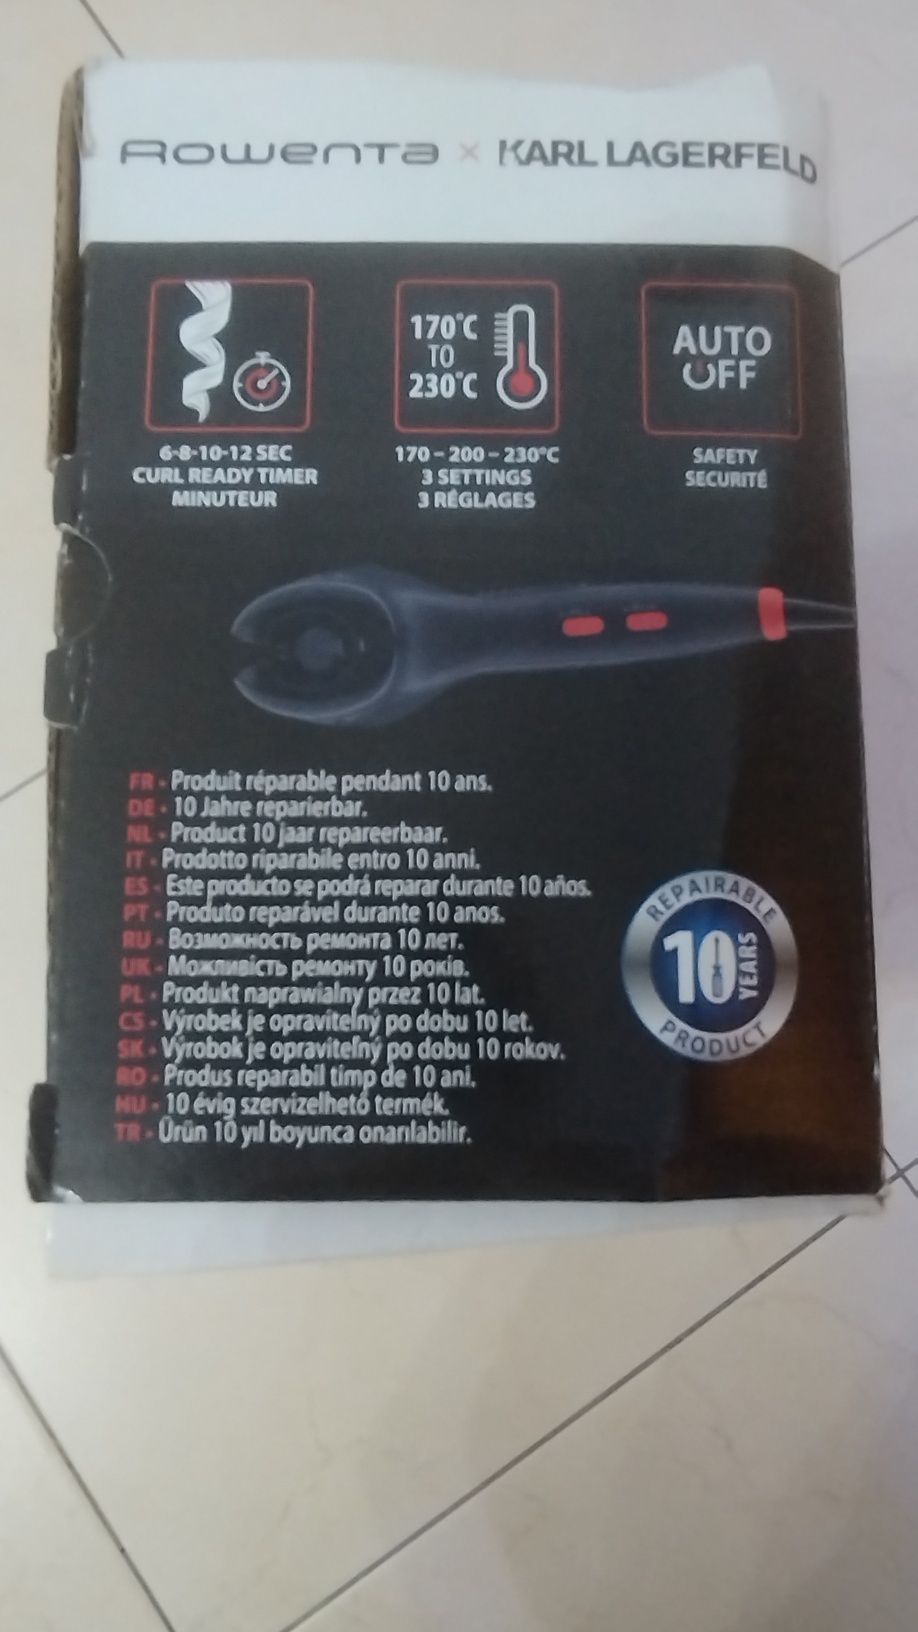 Rowenta × KARL LAGERFELD
170°C
TO
230°C
AUTO
OFF
6-8-10-12 SEC
CURL READY TIMER
MINUTEUR
170 – 200 – 230°C
3 SETTINGS
3 RÉGLAGES
SAFETY
SECURITÉ
FR - Produit réparable pendant 10 ans.
DE - 10 Jahre reparierbar.
NL - Product 10 jaar repareerbaar.
IT - Prodotto riparabile entro 10 anni.
ES - Este producto se podrá reparar durante 10 años.
PT - Produto reparável durante 10 anos.
RU - Возможность ремонта 10 лет.
UK - Можливість ремонту 10 років.
PL - Produkt naprawialny przez 10 lat.
CS - Výrobek je opravitelný po dobu 10 let.
SK - Výrobok je opraviteľný po dobu 10 rokov.
RO - Produs reparabil timp de 10 ani.
HU - 10 évig szervizelhető termék.
TR - Ürün 10 yıl boyunca onarılabilir.
REPAIRABLE
10 YEARS
PRODUCT